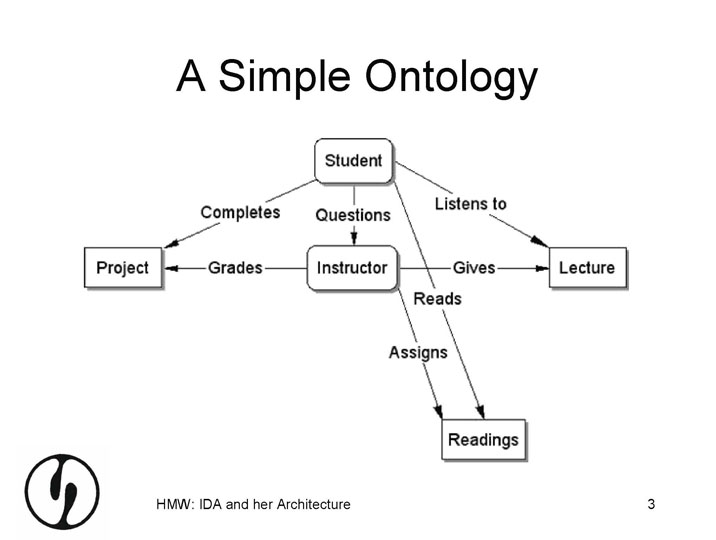 A Simple Ontology
Student
Completes
Questions
Listens to
Project
Grades
Instructor
Gives
Lecture
Reads
Assigns
Readings
HMW: IDA and her Architecture
3